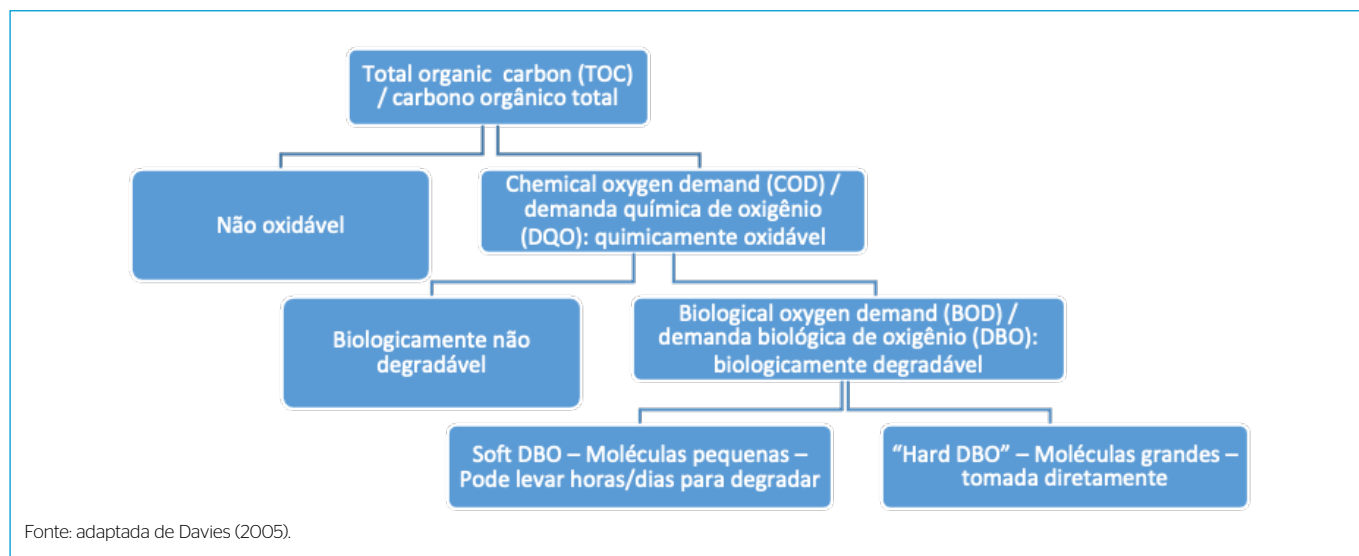 Total organic carbon (TOC)
/ carbono orgânico total
Não oxidável
Chemical oxygen demand (COD) /
demanda química de oxigênio
(DQO): quimicamente oxidável
Biologicamente não
degradável
Biological oxygen demand (BOD) /
demanda biológica de oxigênio (DBO):
biologicamente degradável
Soft DBO – Moléculas pequenas –
Pode levar horas/dias para degradar
“Hard DBO” – Moléculas grandes –
tomada diretamente
Fonte: adaptada de Davies (2005).